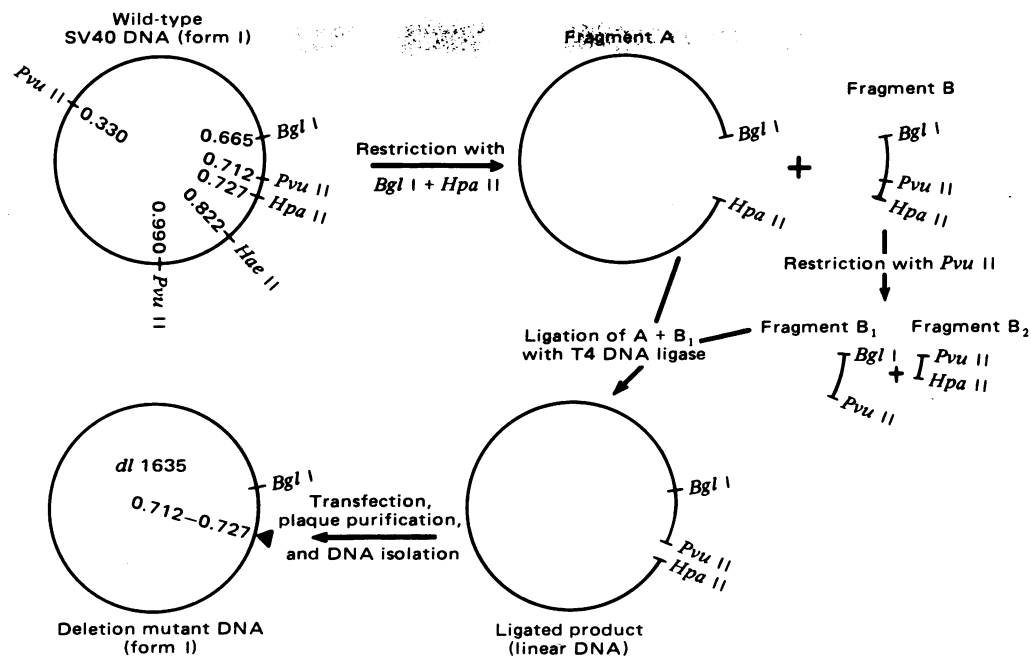 Wild-type
SV40 DNA (form I)
Pvu II
0.330
0.665
Bgl I
0.712
Pvu II
0.727
Hpa II
0.822
Hae II
0.990
Pvu II
Restriction with
Bgl I + Hpa II
Fragment A
Bgl I
Hpa II
+
Fragment B
Bgl I
Pvu II
Hpa II
Restriction with Pvu II
Fragment B1
Bgl I
Pvu II
+
Fragment B2
Pvu II
Hpa II
Ligation of A + B1
with T4 DNA ligase
Bgl I
Pvu II
Hpa II
Ligated product
(linear DNA)
Transfection,
plaque purification,
and DNA isolation
dl 1635
Bgl I
0.712–0.727
Deletion mutant DNA
(form I)